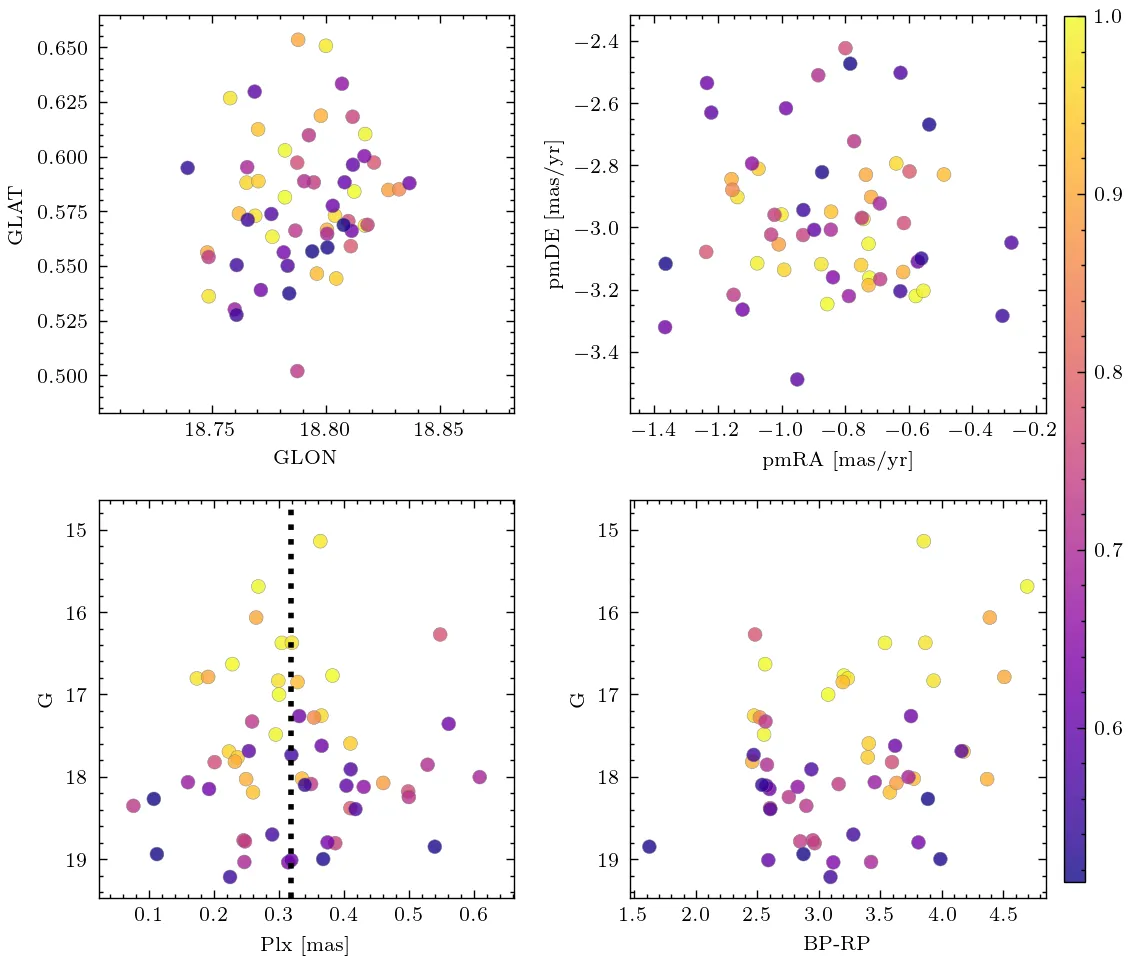 0.650
0.625
0.600
0.575
0.550
0.525
0.500
GLAT
18.75 18.80 18.85
GLON
−2.4
−2.6
−2.8
−3.0
−3.2
−3.4
pmDE [mas/yr]
−1.4 −1.2 −1.0 −0.8 −0.6 −0.4 −0.2
pmRA [mas/yr]
1.0
0.9
0.8
0.7
0.6
15
16
17
18
19
G
0.1 0.2 0.3 0.4 0.5 0.6
Plx [mas]
15
16
17
18
19
G
1.5 2.0 2.5 3.0 3.5 4.0 4.5
BP-RP